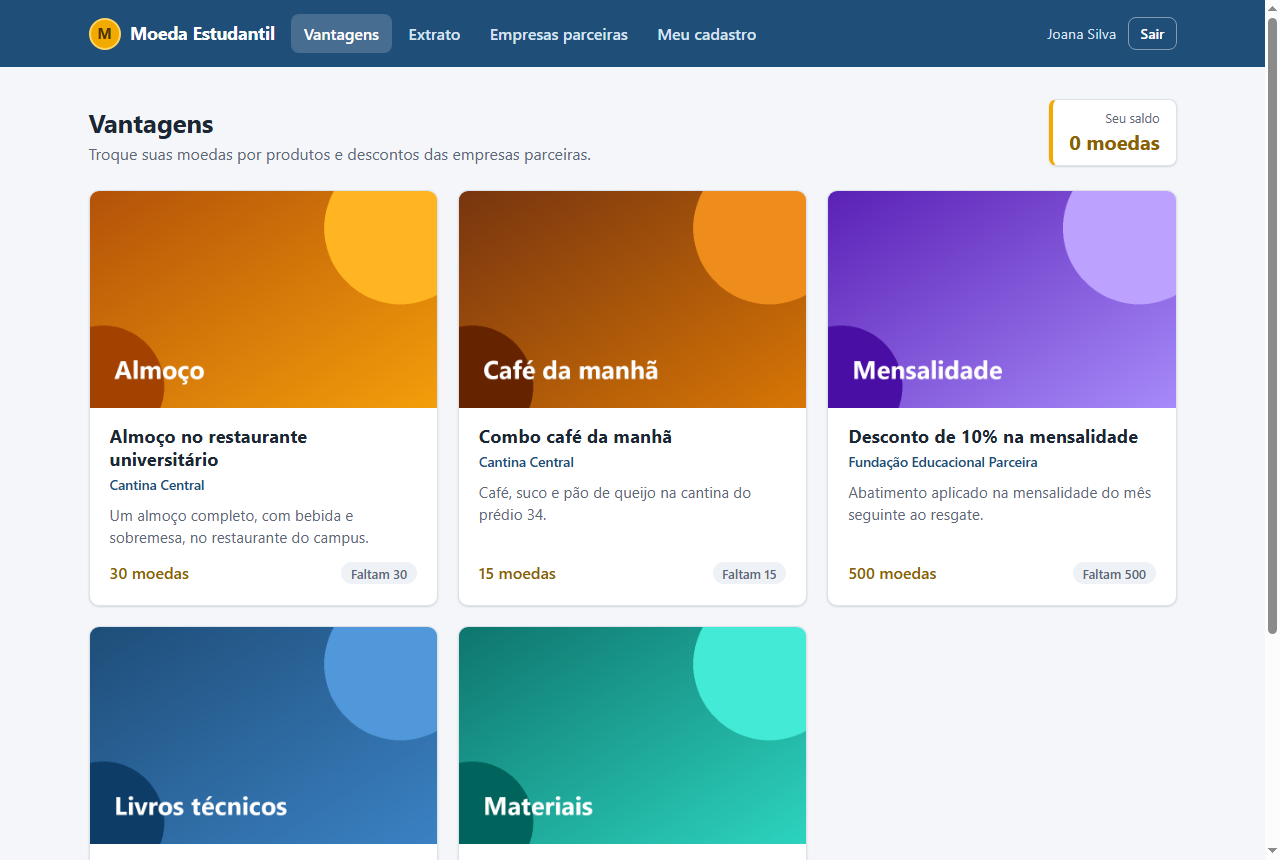 M Moeda Estudantil Vantagens Extrato Empresas parceiras Meu cadastro Joana Silva Sair
Vantagens
Troque suas moedas por produtos e descontos das empresas parceiras.
Seu saldo
0 moedas
Almoço
Almoço no restaurante
universitário
Cantina Central
Um almoço completo, com bebida e
sobremesa, no restaurante do campus.
30 moedas Faltam 30
Café da manhã
Combo café da manhã
Cantina Central
Café, suco e pão de queijo na cantina do
prédio 34.
15 moedas Faltam 15
Mensalidade
Desconto de 10% na mensalidade
Fundação Educacional Parceira
Abatimento aplicado na mensalidade do mês
seguinte ao resgate.
500 moedas Faltam 500
Livros técnicos
Materiais